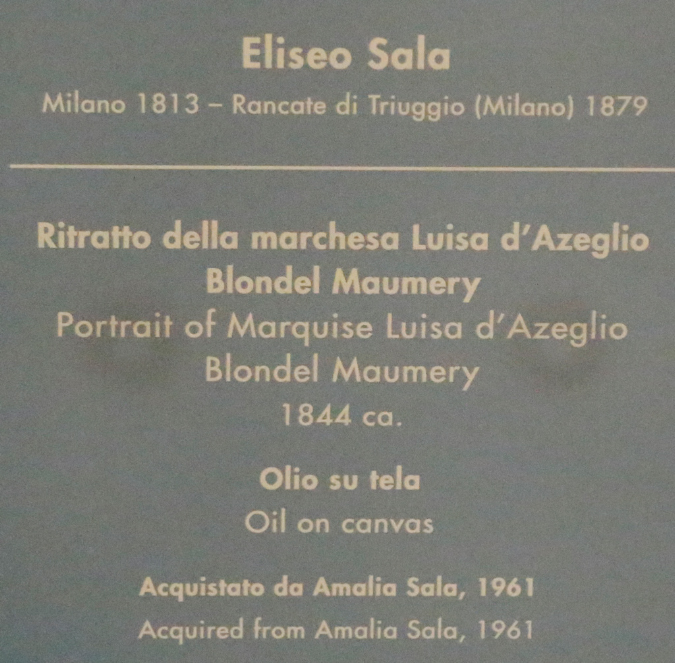 Eliseo Sala
Milano 1813 – Rancate di Triuggio (Milano) 1879
Ritratto della marchesa Luisa d'Azeglio
Blondel Maumery
Portrait of Marquise Luisa d'Azeglio
Blondel Maumery
1844 ca.
Olio su tela
Oil on canvas
Acquistato da Amalia Sala, 1961
Acquired from Amalia Sala, 1961